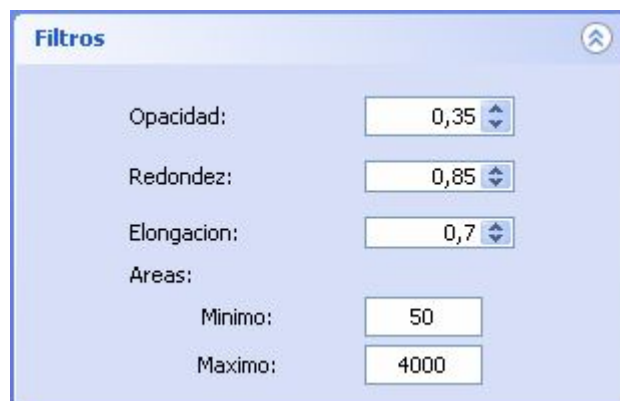 Filtros
Opacidad: 0,35
Redondez: 0,85
Elongacion: 0,7
Areas:
Minimo: 50
Maximo: 4000